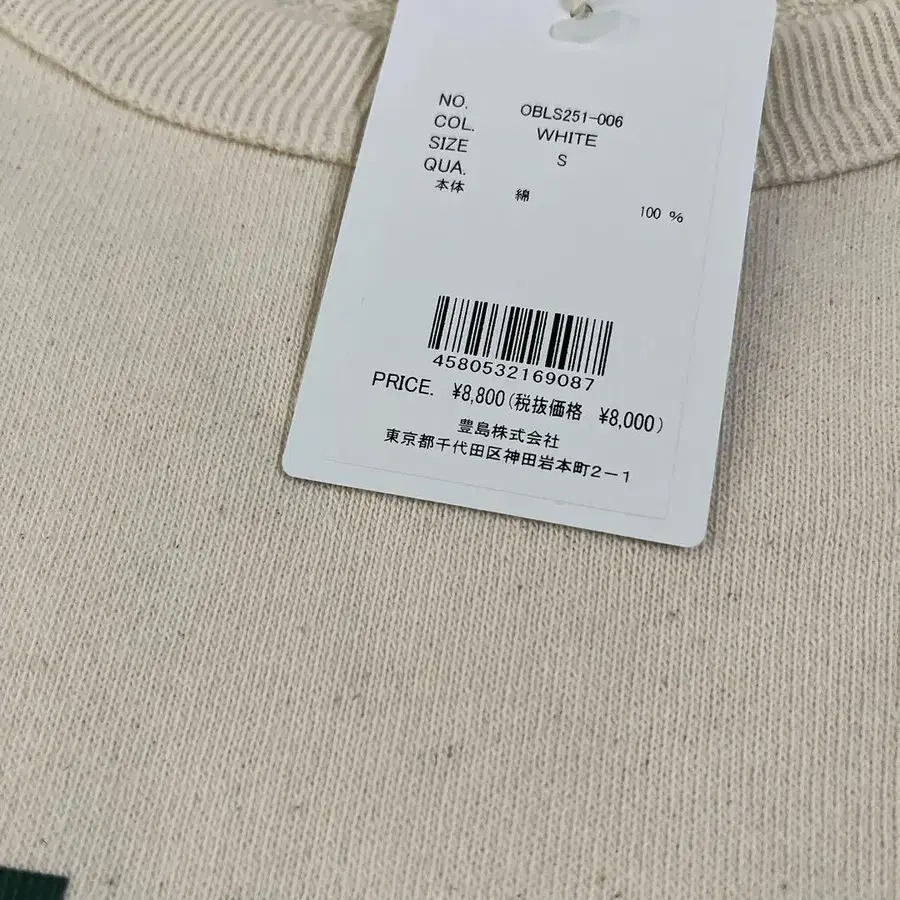 NO. OBLS251-006
COL. WHITE
SIZE S
QUA.
本体 綿 100 %
4580532169087
PRICE. ¥8,800(税抜価格 ¥8,000)
豊島株式会社
東京都千代田区神田岩本町2-1